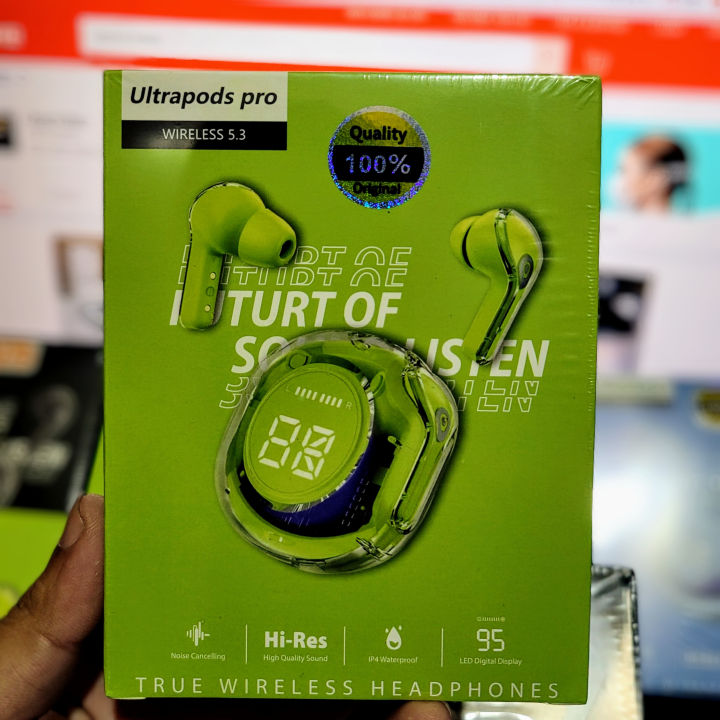 Ultrapods pro
WIRELESS 5.3
Quality
100%
Original
FUTURT OF
LISTEN
L R
88
Noise Cancelling
Hi-Res
High Quality Sound
IP4 Waterproof
95
LED Digital Display
TRUE WIRELESS HEADPHONES